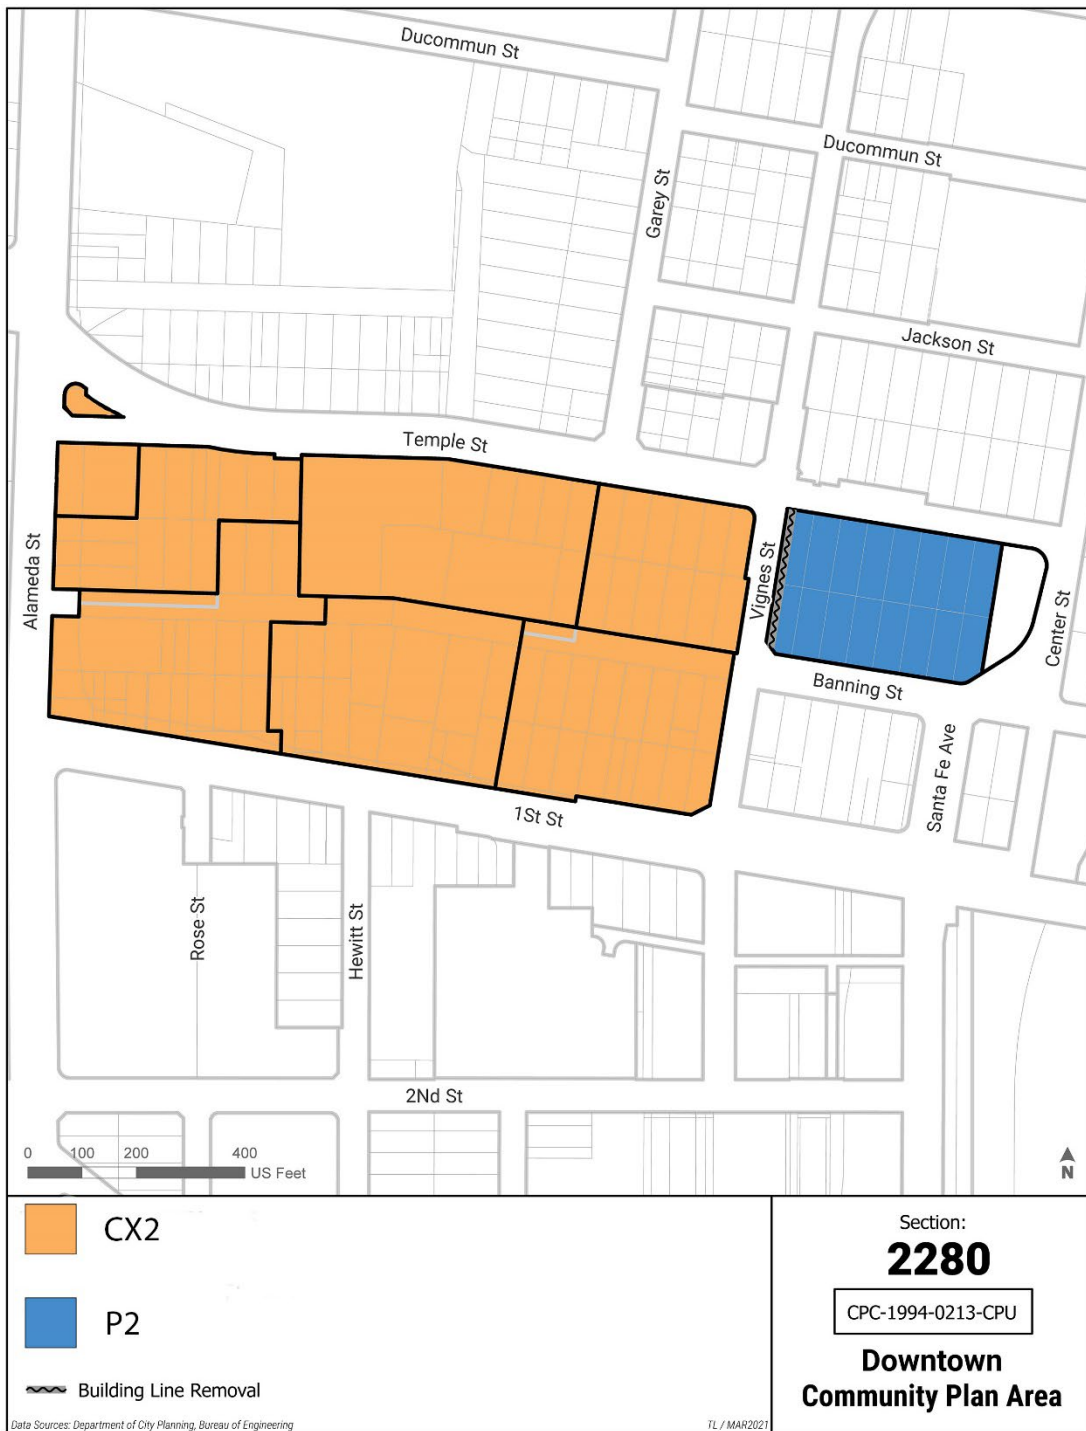 Ducommun St
Ducommun St
Garey St
Jackson St
Temple St
Alameda St
Vignes St
Center St
Banning St
Santa Fe Ave
1St St
Rose St
Hewitt St
2Nd St
0 100 200 400
US Feet
N
CX2
P2
Building Line Removal
Data Sources: Department of City Planning, Bureau of Engineering
TL / MAR2021
Section:
2280
CPC-1994-0213-CPU
Downtown
Community Plan Area